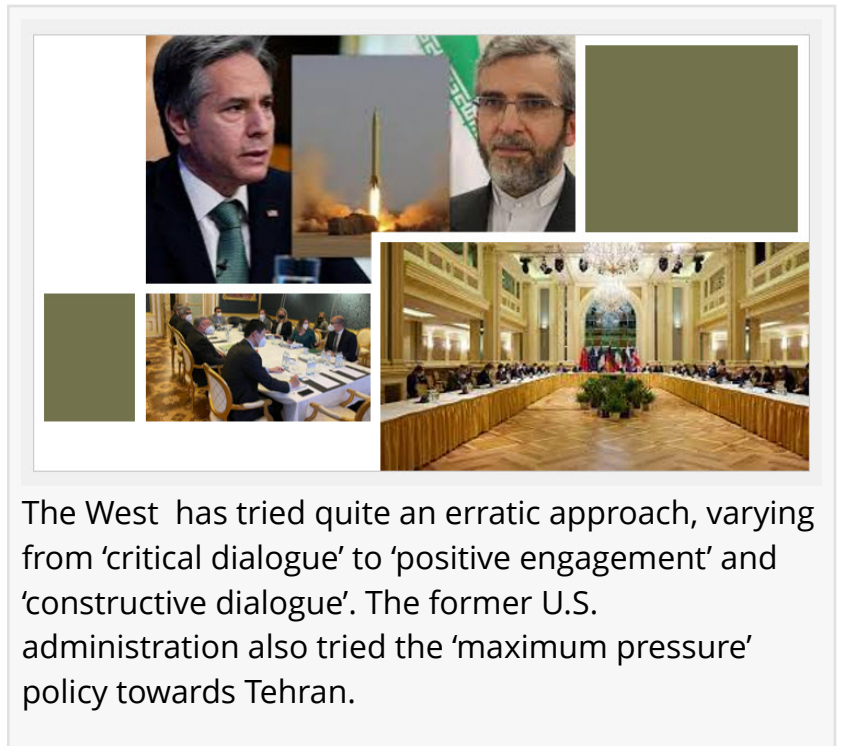 The West  has tried quite an erratic approach, varying
from ‘critical dialogue’ to ‘positive engagement’ and
‘constructive dialogue’. The former U.S.
administration also tried the ‘maximum pressure’
policy towards Tehran.